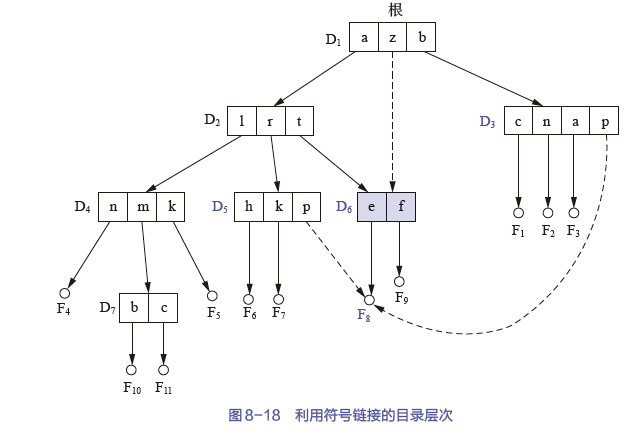 根
D1 a z b
D2 l r t
D3 c n a p
D4 n m k
D5 h k p
D6 e f
F1 F2 F3
F4
D7 b c
F5
F6 F7
F8
F9
F10 F11
图8-18 利用符号链接的目录层次